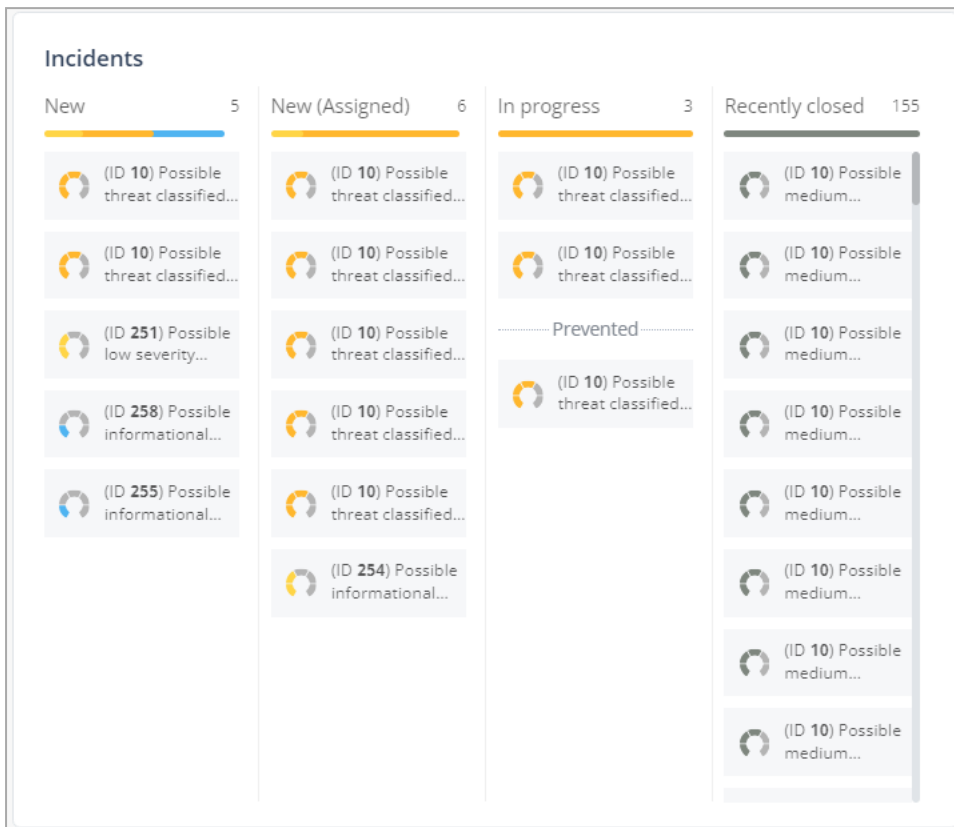 Incidents
New 5
(ID 10) Possible
threat classified...
(ID 10) Possible
threat classified...
(ID 251) Possible
low severity...
(ID 258) Possible
informational...
(ID 255) Possible
informational...
New (Assigned) 6
(ID 10) Possible
threat classified...
(ID 10) Possible
threat classified...
(ID 10) Possible
threat classified...
(ID 10) Possible
threat classified...
(ID 10) Possible
threat classified...
(ID 254) Possible
informational...
In progress 3
(ID 10) Possible
threat classified...
(ID 10) Possible
threat classified...
Prevented
(ID 10) Possible
threat classified...
Recently closed 155
(ID 10) Possible
medium...
(ID 10) Possible
medium...
(ID 10) Possible
medium...
(ID 10) Possible
medium...
(ID 10) Possible
medium...
(ID 10) Possible
medium...
(ID 10) Possible
medium...
(ID 10) Possible
medium...